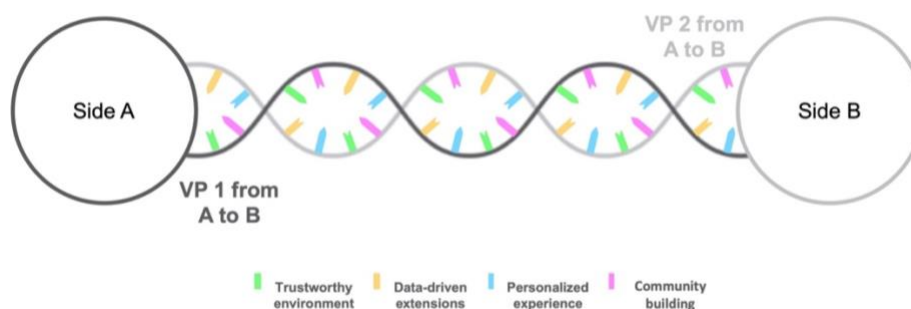 VP 2 from
A to B
Side A
Side B
VP 1 from
A to B
Trustworthy
environment
Data-driven
extensions
Personalized
experience
Community
building